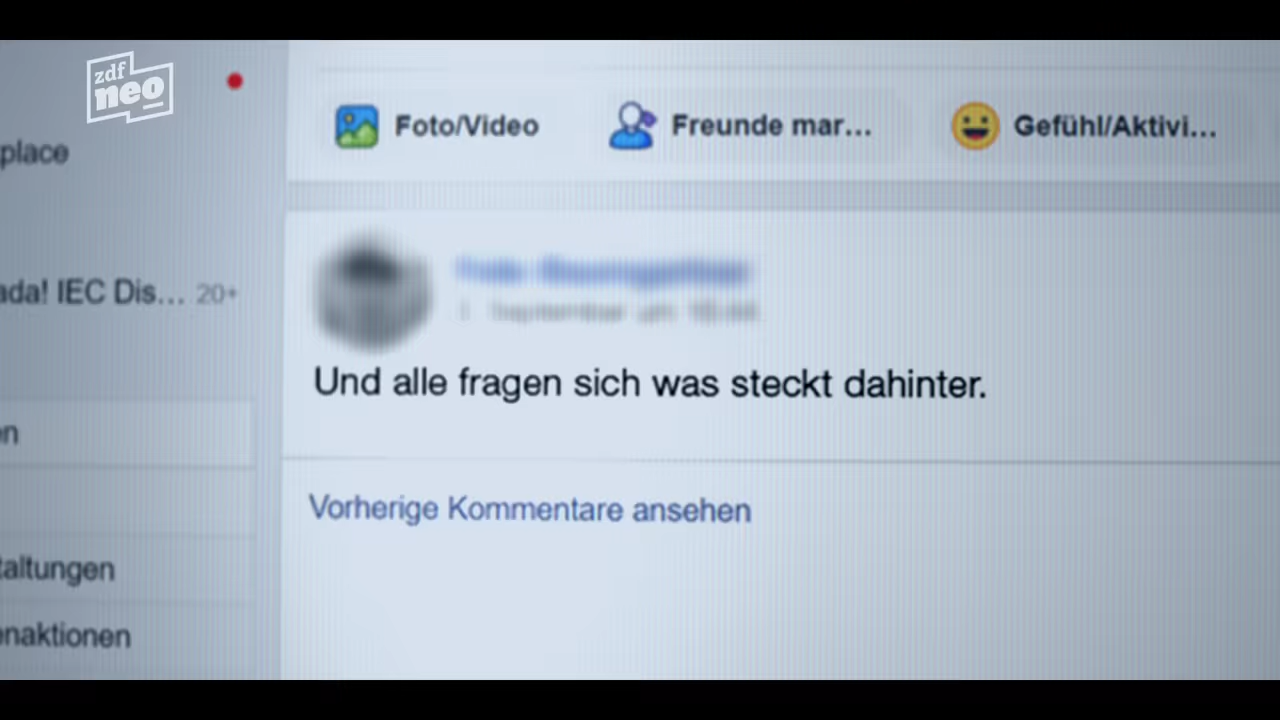 zdf
neo
place
Foto/Video
Freunde mar...
Gefühl/Aktivi...
ada! IEC Dis... 20+
Und alle fragen sich was steckt dahinter.
en
Vorherige Kommentare ansehen
taltungen
enaktionen